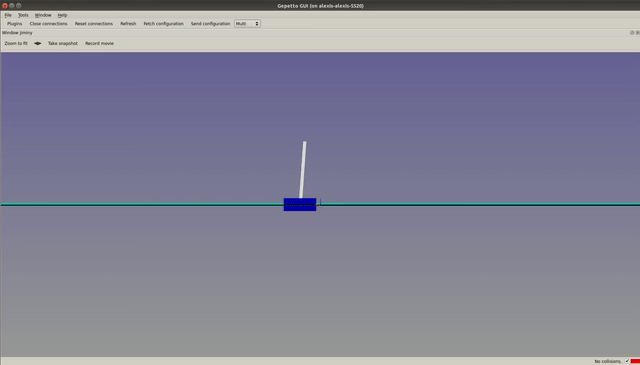 Gepetto GUI (on alexis-alexis-5520)
File Tools Window Help
Plugins Close connections Reset connections Refresh Fetch configuration Send configuration Multi
Window jiminy
Zoom to fit Take snapshot Record movie
No collisions.